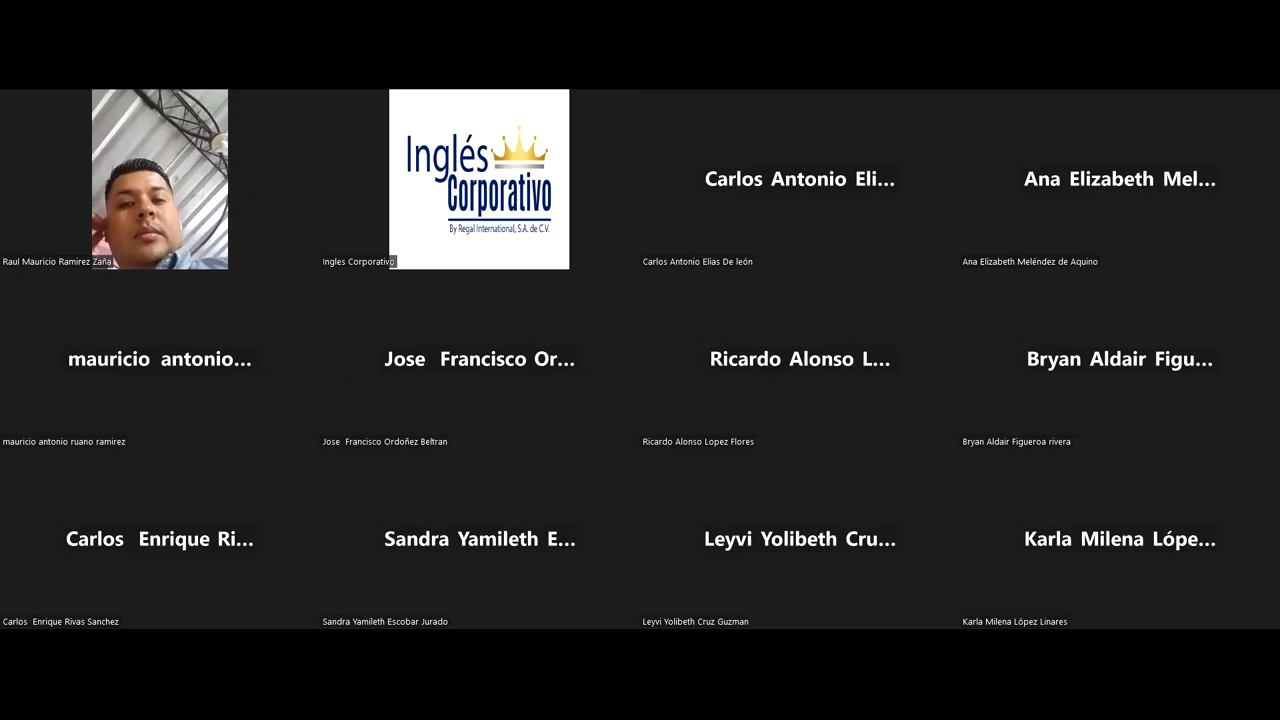 Inglés
Corporativo
By Regal International, S.A. de C.V.
Carlos Antonio Eli...
Ana Elizabeth Mel...
Raul Mauricio Ramirez Zaña
Ingles Corporativo
Carlos Antonio Elias De león
Ana Elizabeth Meléndez de Aquino
mauricio antonio...
Jose Francisco Or...
Ricardo Alonso L...
Bryan Aldair Figu...
mauricio antonio ruano ramirez
Jose Francisco Ordoñez Beltran
Ricardo Alonso Lopez Flores
Bryan Aldair Figueroa rivera
Carlos Enrique Ri...
Sandra Yamileth E...
Leyvi Yolibeth Cru...
Karla Milena Lópe...
Carlos Enrique Rivas Sanchez
Sandra Yamileth Escobar Jurado
Leyvi Yolibeth Cruz Guzman
Karla Milena López Linares